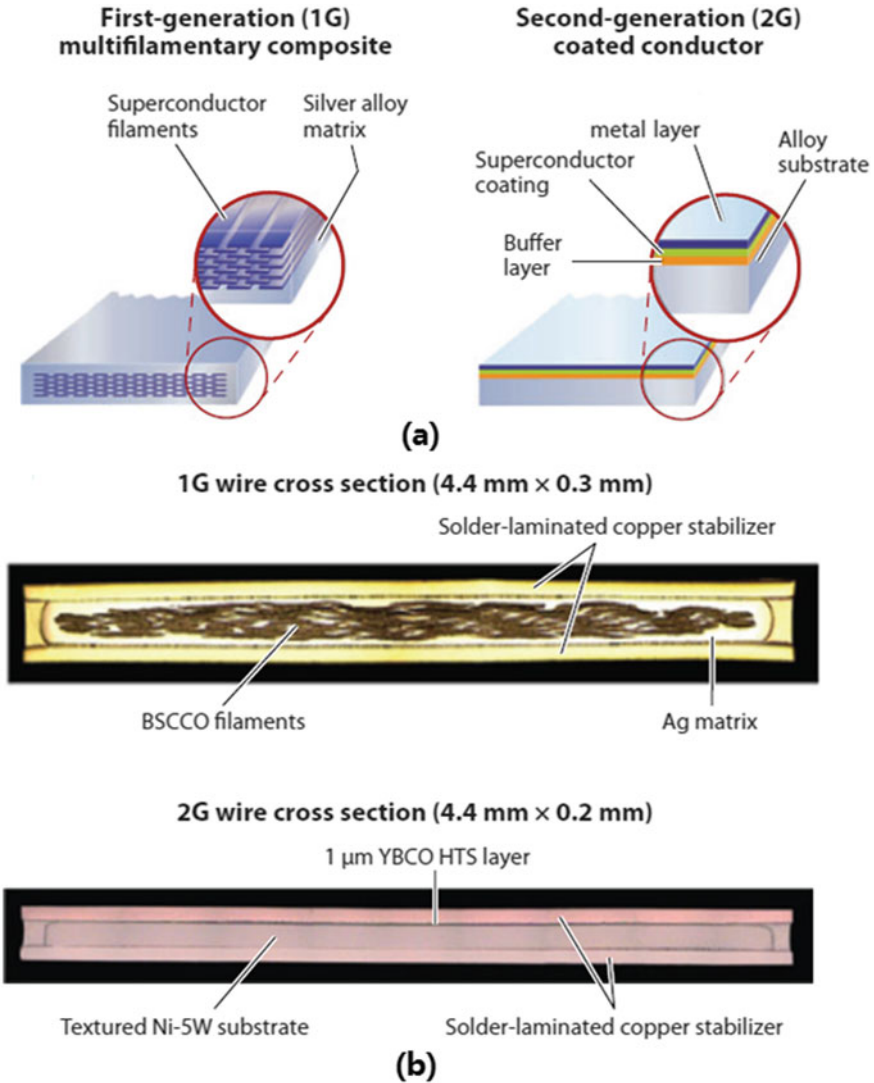 First-generation (1G)
multifilamentary composite
Second-generation (2G)
coated conductor
Superconductor
filaments
Silver alloy
matrix
metal layer
Alloy
substrate
Superconductor
coating
Buffer
layer
(a)
1G wire cross section (4.4 mm × 0.3 mm)
Solder-laminated copper stabilizer
BSCCO filaments
Ag matrix
2G wire cross section (4.4 mm × 0.2 mm)
1 μm YBCO HTS layer
Textured Ni-5W substrate
Solder-laminated copper stabilizer
(b)